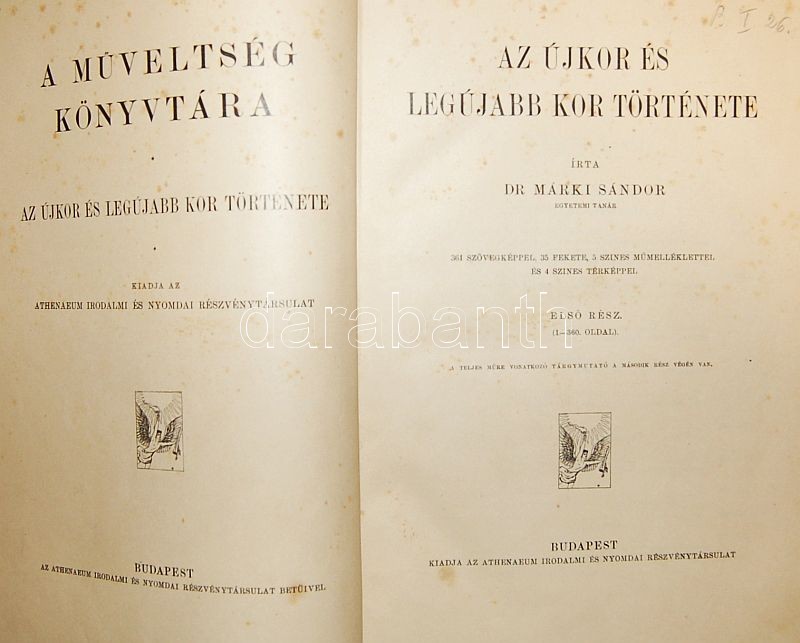 A MŰVELTSÉG
KÖNYVTÁRA
AZ ÚJKOR ÉS LEGÚJABB KOR TÖRTÉNETE
KIADJA AZ
ATHENAEUM IRODALMI ÉS NYOMDAI RÉSZVÉNYTÁRSULAT
BUDAPEST
AZ ATHENAEUM IRODALMI ÉS NYOMDAI RÉSZVÉNYTÁRSULAT BETŰIVEL
I 26.
AZ ÚJKOR ÉS
LEGÚJABB KOR TÖRTÉNETE
ÍRTA
DR MÁRKI SÁNDOR
EGYETEMI TANÁR
361 SZÖVEGKÉPPEL, 35 FEKETE, 5 SZINES MŰMELLÉKLETTEL
ÉS 4 SZINES TÉRKÉPPEL
ELSŐ RÉSZ.
(1—360. OLDAL).
A TELJES MŰRE VONATKOZÓ TÁRGYMUTATÓ A MÁSODIK RÉSZ VÉGÉN VAN.
BUDAPEST
KIADJA AZ ATHENAEUM IRODALMI ÉS NYOMDAI RÉSZVÉNYTÁRSULAT
darabanth